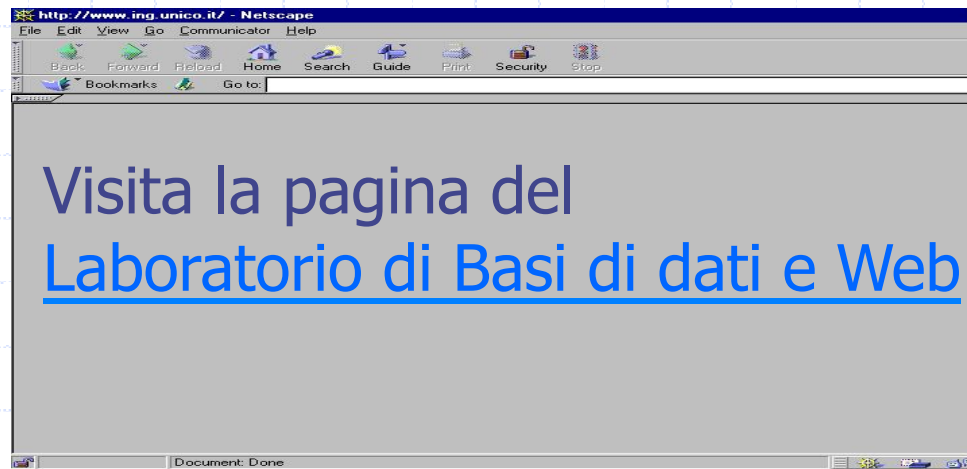 http://www.ing.unico.it/ - Netscape
File Edit View Go Communicator Help
Back Forward Reload Home Search Guide Print Security Stop
Bookmarks Go to:
Visita la pagina del
Laboratorio di Basi di dati e Web
Document: Done